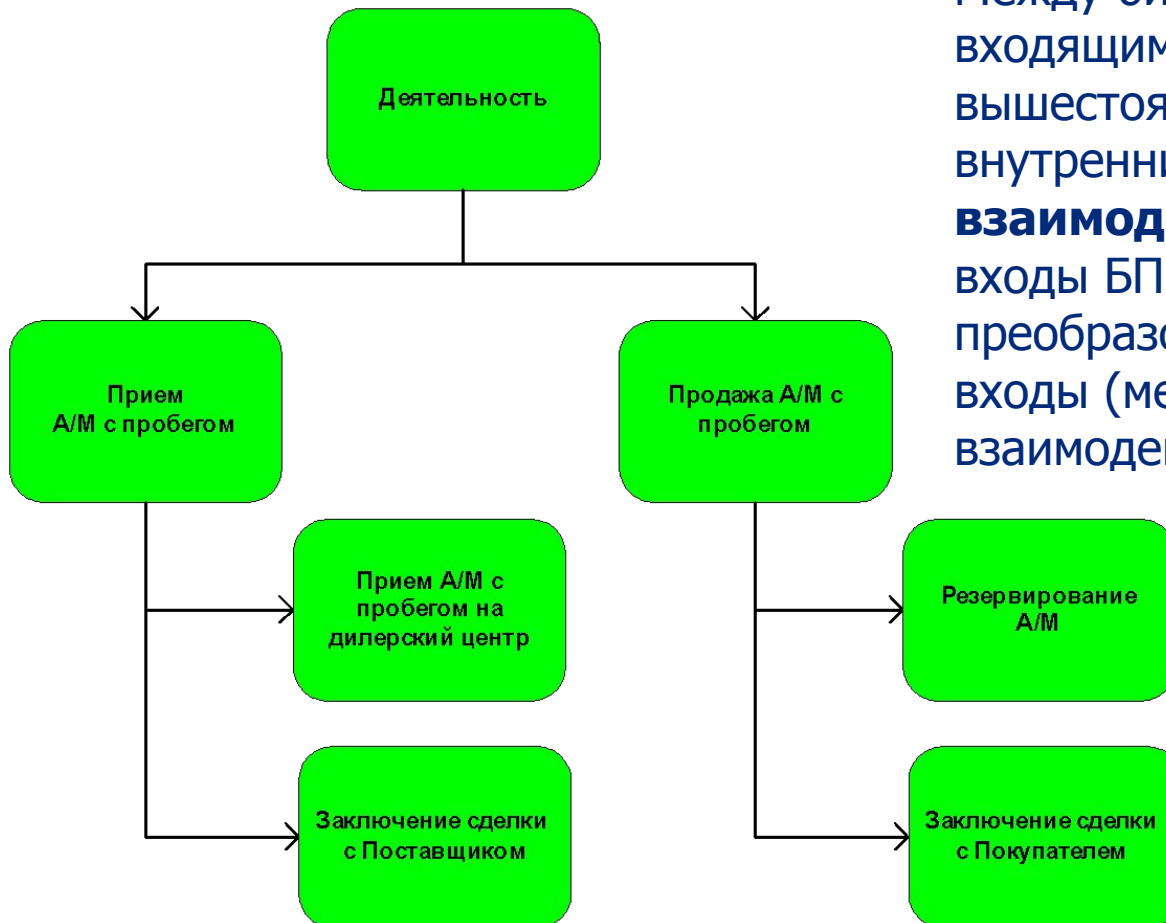 Деятельность
Прием
А/М с пробегом
Продажа А/М с
пробегом
Прием А/М с
пробегом на
дилерский центр
Резервирование
А/М
Заключение сделки
с Поставщиком
Заключение сделки
с Покупателем
входы БП
входы (